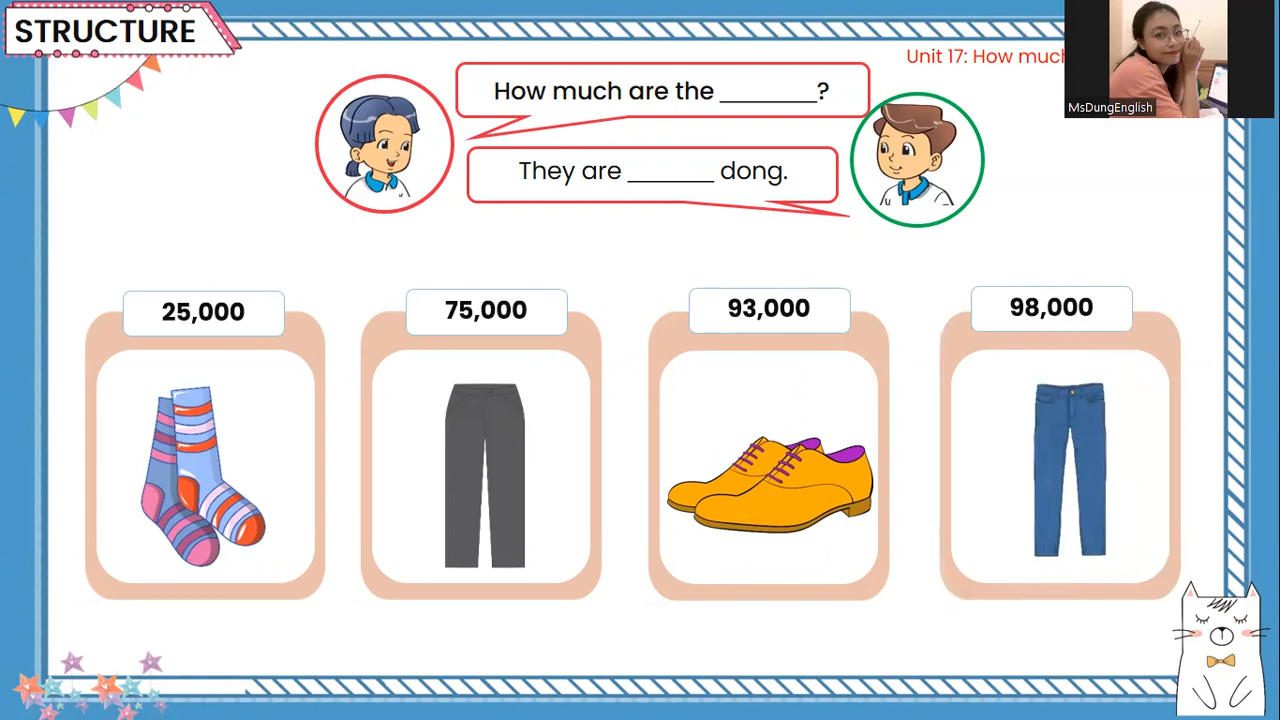 STRUCTURE
Unit 17: How much
MsDungEnglish
How much are the ________?
They are _______ dong.
25,000
75,000
93,000
98,000